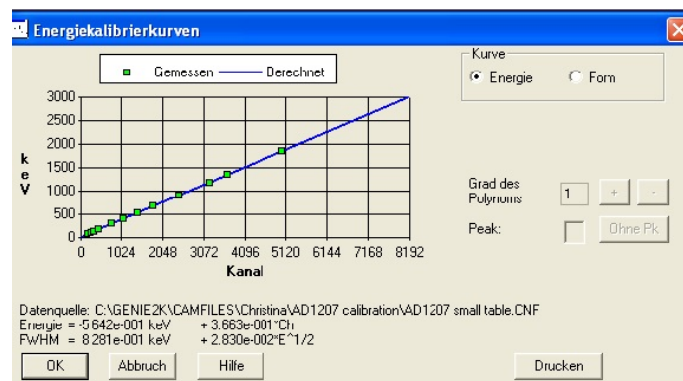 Energiekalibrierkurven
Gemessen Derechnet
Kurve
Energie Form
3000
2500
2000
1500
1000
500
0
k
e
V
0 1024 2048 3072 4096 5120 6144 7168 8192
Kanal
Grad des
Polynoms
1 + -
Peak: Ohne Pk
Datenquelle: C:\GENIE2K\CAMFILES\Christina\AD1207 calibration\AD1207 small table.CNF
Energie = -5.642e-001 keV + 3.663e-001*Ch
FWHM = 8.281e-001 keV + 2.830e-002*E^1/2
OK Abbruch Hilfe Drucken